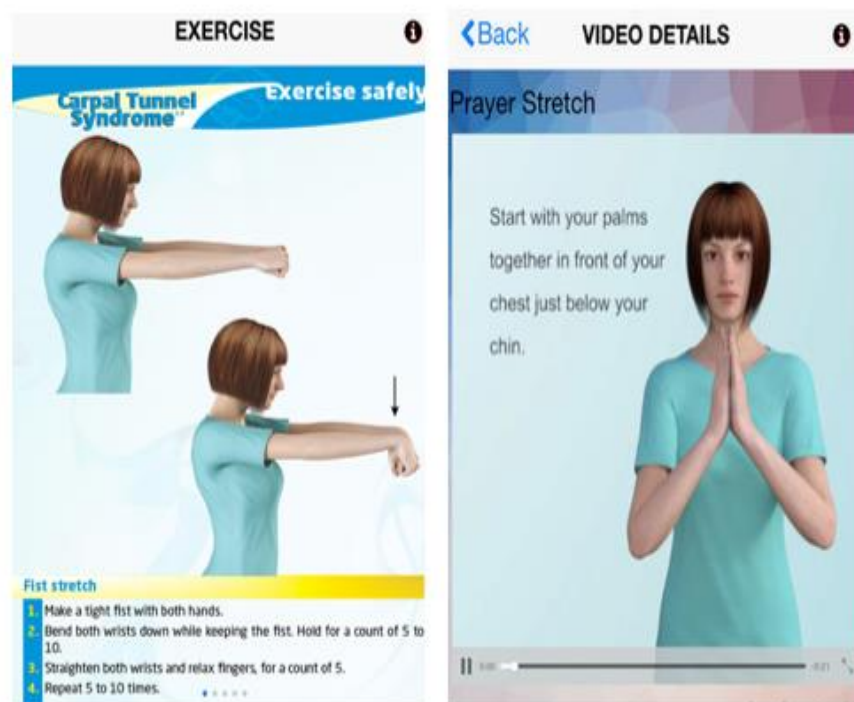 EXERCISE
Carpal Tunnel
Syndrome
Exercise safely
Fist stretch
1. Make a tight fist with both hands.
2. Bend both wrists down while keeping the fist. Hold for a count of 5 to
10.
3. Straighten both wrists and relax fingers, for a count of 5.
4. Repeat 5 to 10 times.
Back
VIDEO DETAILS
Prayer Stretch
Start with your palms
together in front of your
chest just below your
chin.